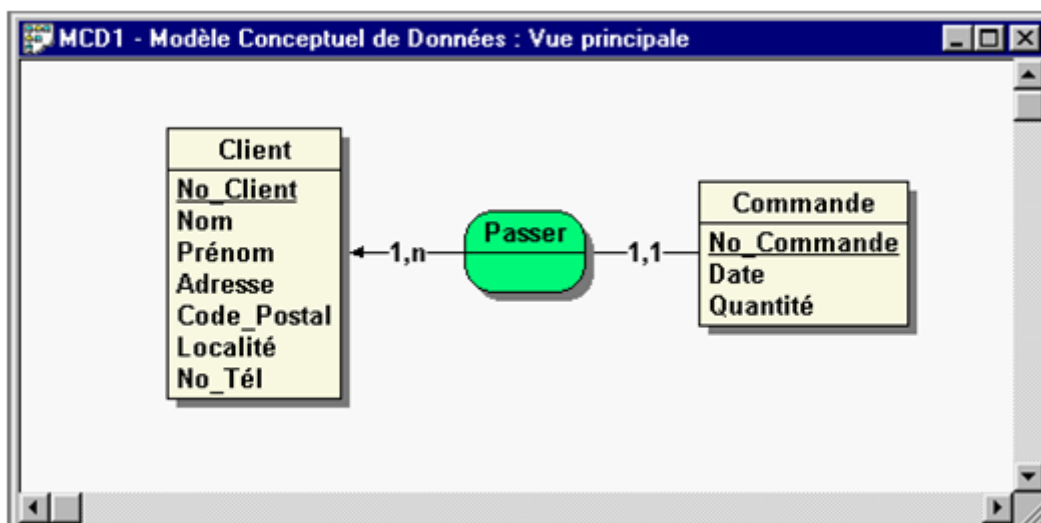 MCD1 - Modèle Conceptuel de Données : Vue principale
Client
No_Client
Nom
Prénom
Adresse
Code_Postal
Localité
No_Tél
1,n
Passer
1,1
Commande
No_Commande
Date
Quantité